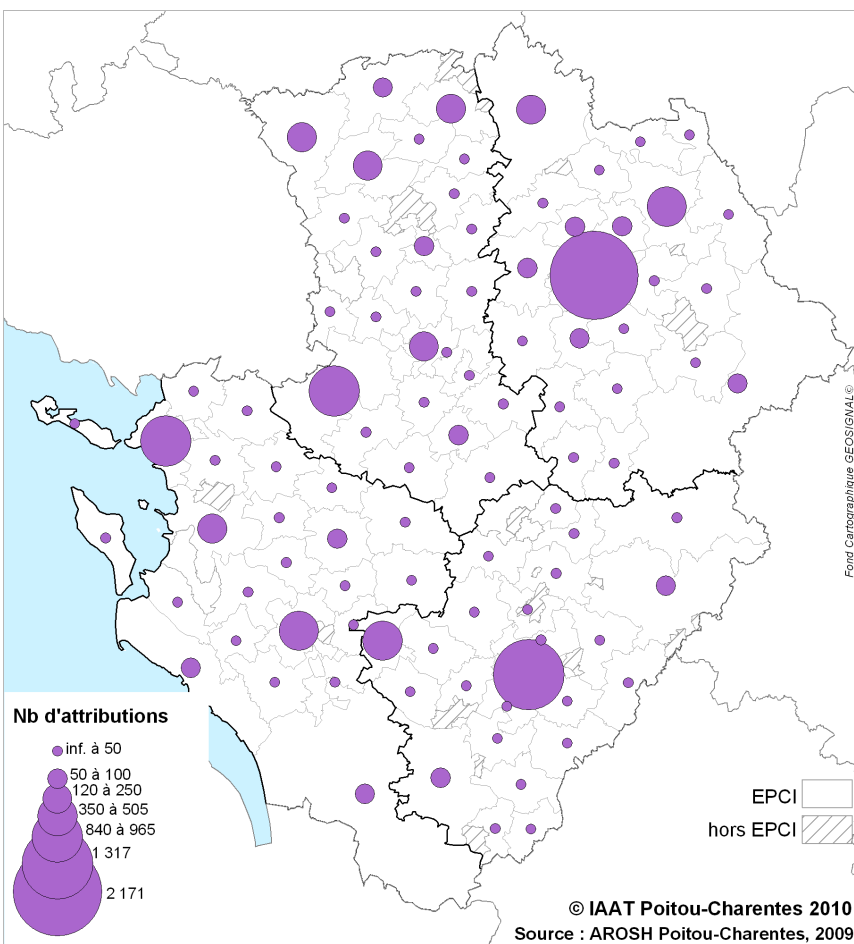 Fond Cartographique GEOSIGNAL©
Nb d'attributions
inf. à 50
50 à 100
120 à 250
350 à 505
840 à 965
1 317
2 171
EPCI
hors EPCI
© IAAT Poitou-Charentes 2010
Source : AROSH Poitou-Charentes, 2009